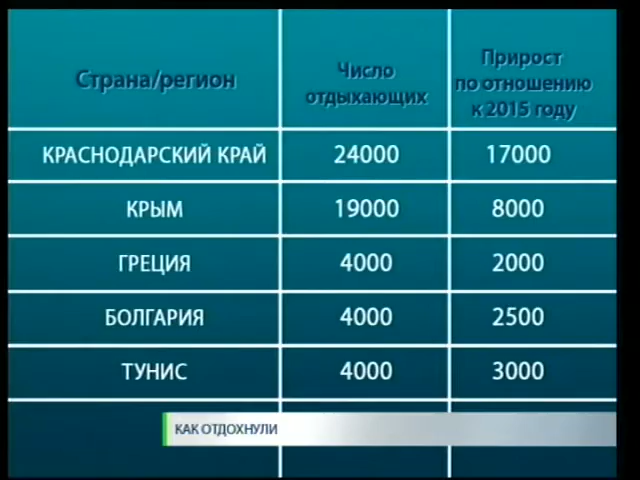 Страна/регион
Число
отдыхающих
Прирост
по отношению
к 2015 году
КРАСНОДАРСКИЙ КРАЙ 24000 17000
КРЫМ 19000 8000
ГРЕЦИЯ 4000 2000
БОЛГАРИЯ 4000 2500
ТУНИС 4000 3000
КАК ОТДОХНУЛИ